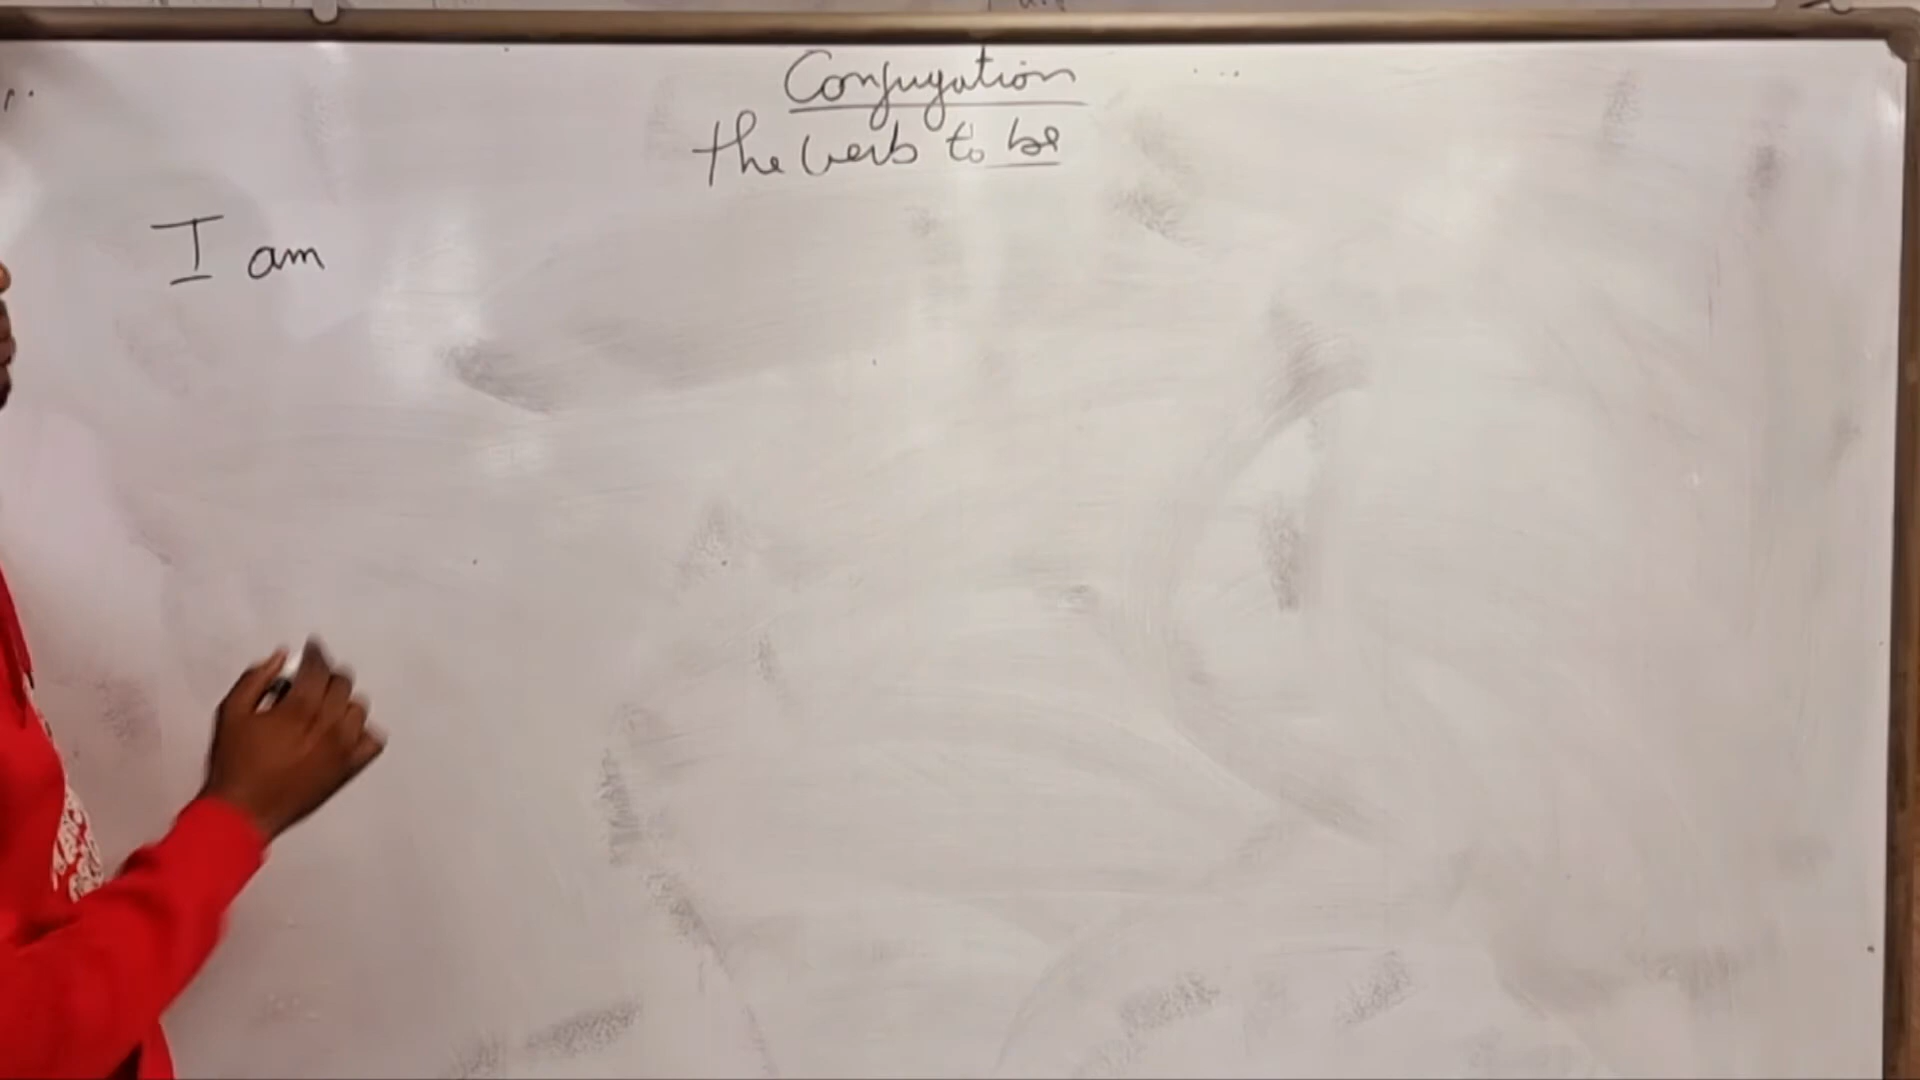 Conjugation
the verb to be
I am